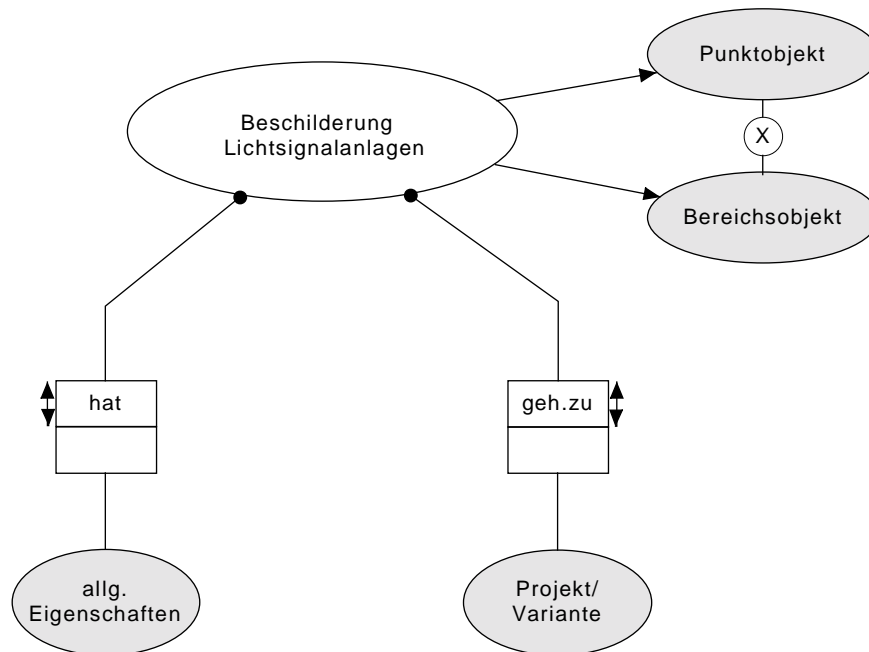 Punktobjekt
Beschilderung
Lichtsignalanlagen
X
Bereichsobjekt
hat
geh.zu
allg.
Eigenschaften
Projekt/
Variante